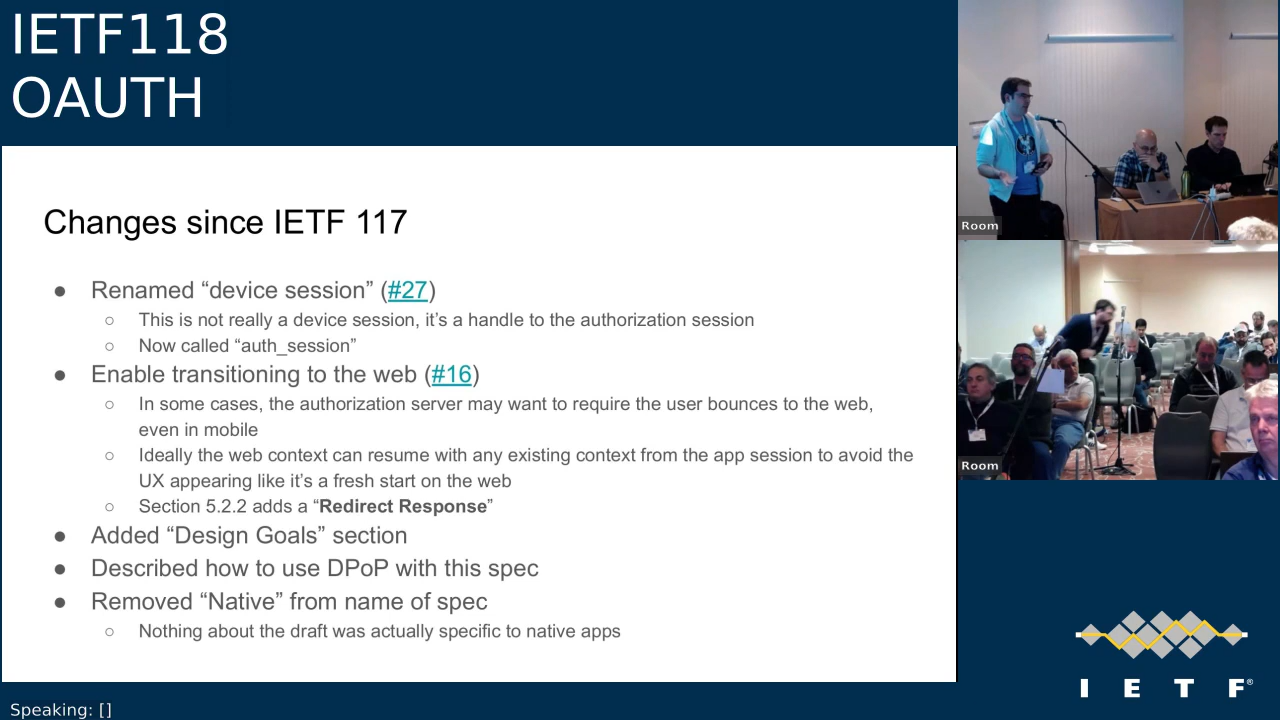 IETF118
OAUTH
Changes since IETF 117
● Renamed “device session” (#27)
○ This is not really a device session, it’s a handle to the authorization session
○ Now called “auth_session”
● Enable transitioning to the web (#16)
○ In some cases, the authorization server may want to require the user bounces to the web,
even in mobile
○ Ideally the web context can resume with any existing context from the app session to avoid the
UX appearing like it’s a fresh start on the web
○ Section 5.2.2 adds a “Redirect Response”
● Added “Design Goals” section
● Described how to use DPoP with this spec
● Removed “Native” from name of spec
○ Nothing about the draft was actually specific to native apps
Room
Room
I E T F®
Speaking: []